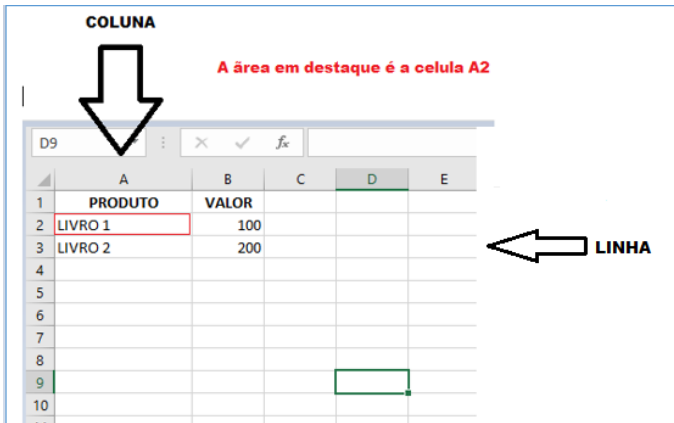 COLUNA
A ãrea em destaque é a celula A2
D9 fx
A B C D E
1 PRODUTO VALOR
2 LIVRO 1 100
3 LIVRO 2 200
LINHA
4
5
6
7
8
9
10